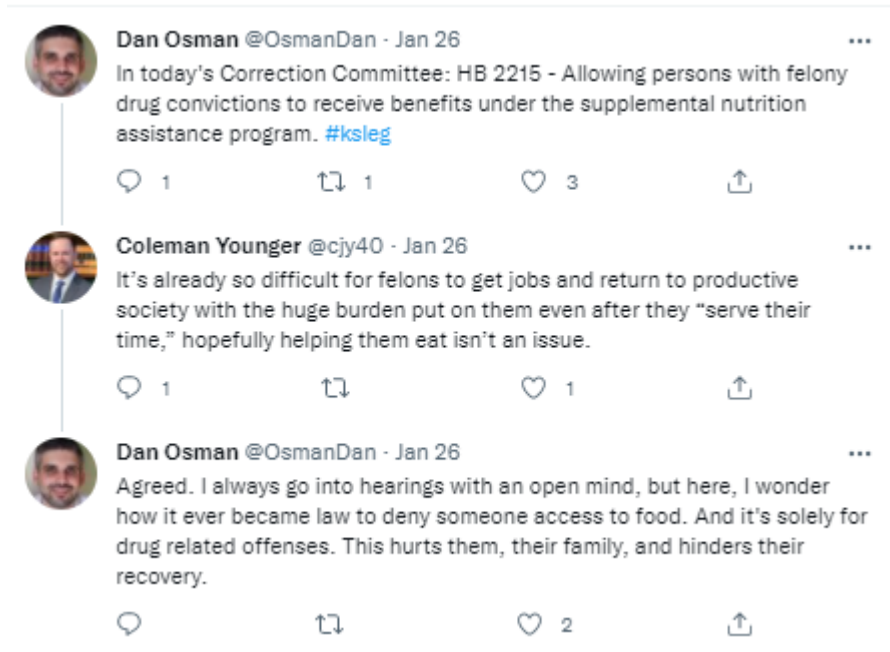 Dan Osman @OsmanDan · Jan 26
In today's Correction Committee: HB 2215 - Allowing persons with felony
drug convictions to receive benefits under the supplemental nutrition
assistance program. #ksleg
1 1 3
Coleman Younger @cjy40 · Jan 26
It's already so difficult for felons to get jobs and return to productive
society with the huge burden put on them even after they “serve their
time,” hopefully helping them eat isn't an issue.
1 1
Dan Osman @OsmanDan · Jan 26
Agreed. I always go into hearings with an open mind, but here, I wonder
how it ever became law to deny someone access to food. And it's solely for
drug related offenses. This hurts them, their family, and hinders their
recovery.
2